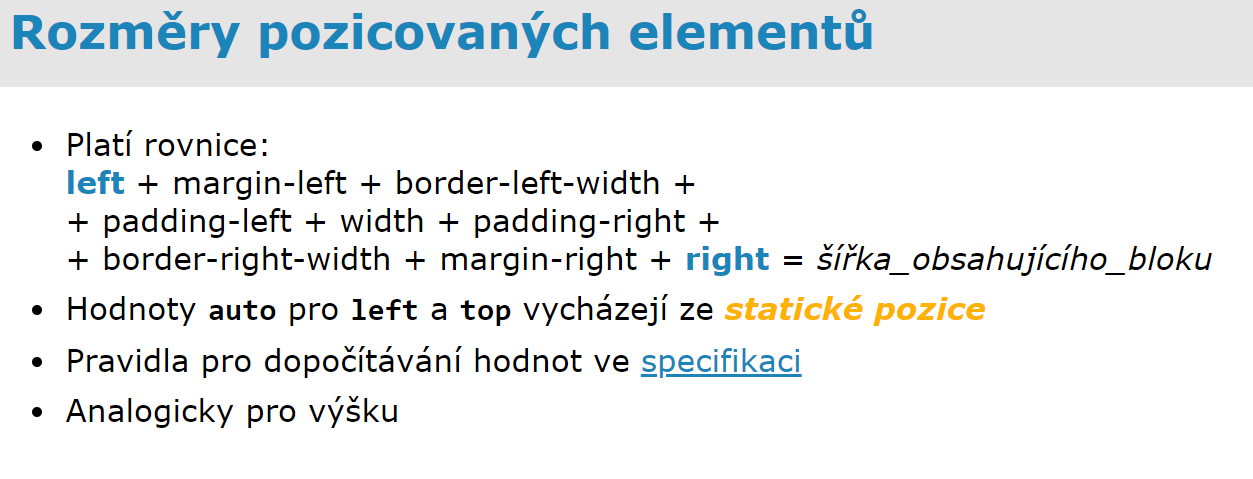 Rozměry pozicovaných elementů
• Platí rovnice:
left + margin-left + border-left-width +
+ padding-left + width + padding-right +
+ border-right-width + margin-right + right = šířka_obsahujícího_bloku
• Hodnoty auto pro left a top vycházejí ze statické pozice
• Pravidla pro dopočítávání hodnot ve specifikaci
• Analogicky pro výšku